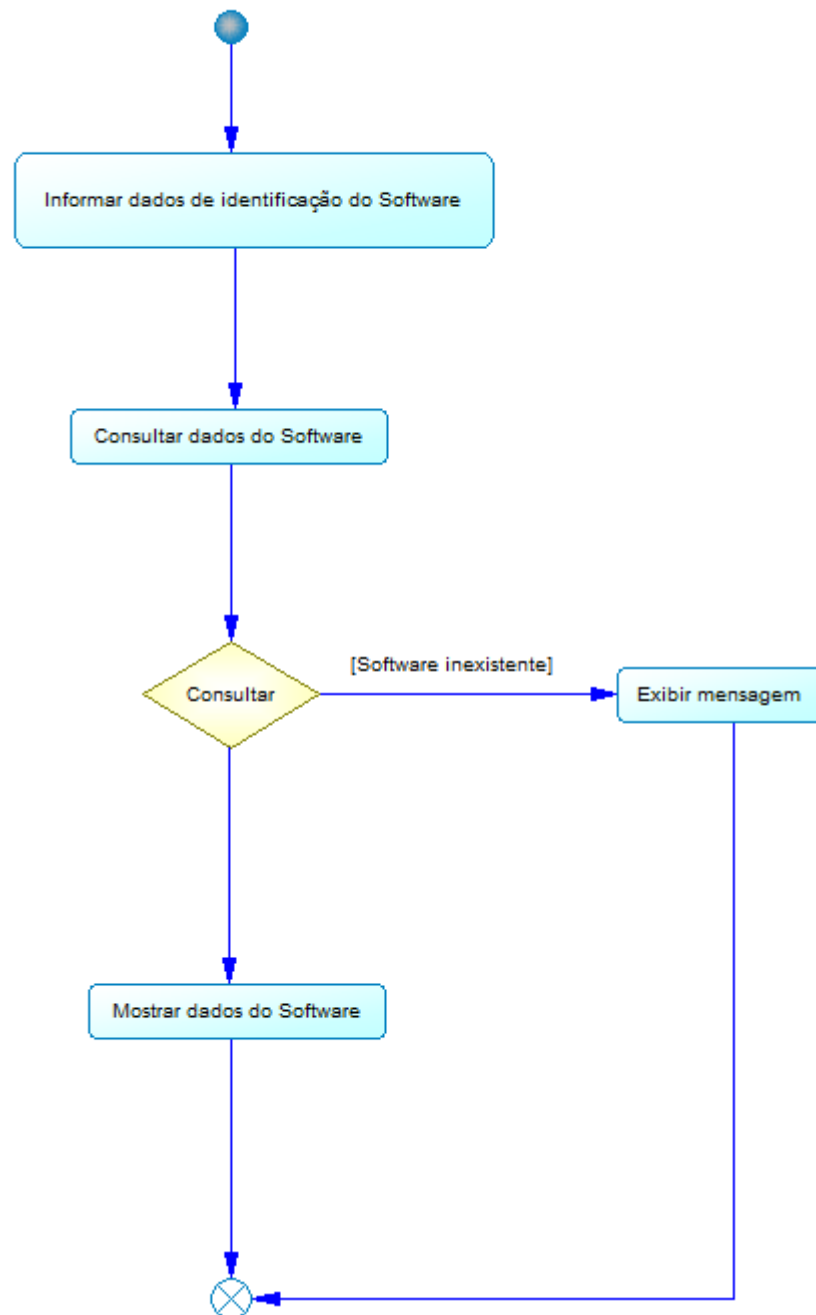 Informar dados de identificação do Software
Consultar dados do Software
[Software inexistente]
Consultar
Exibir mensagem
Mostrar dados do Software